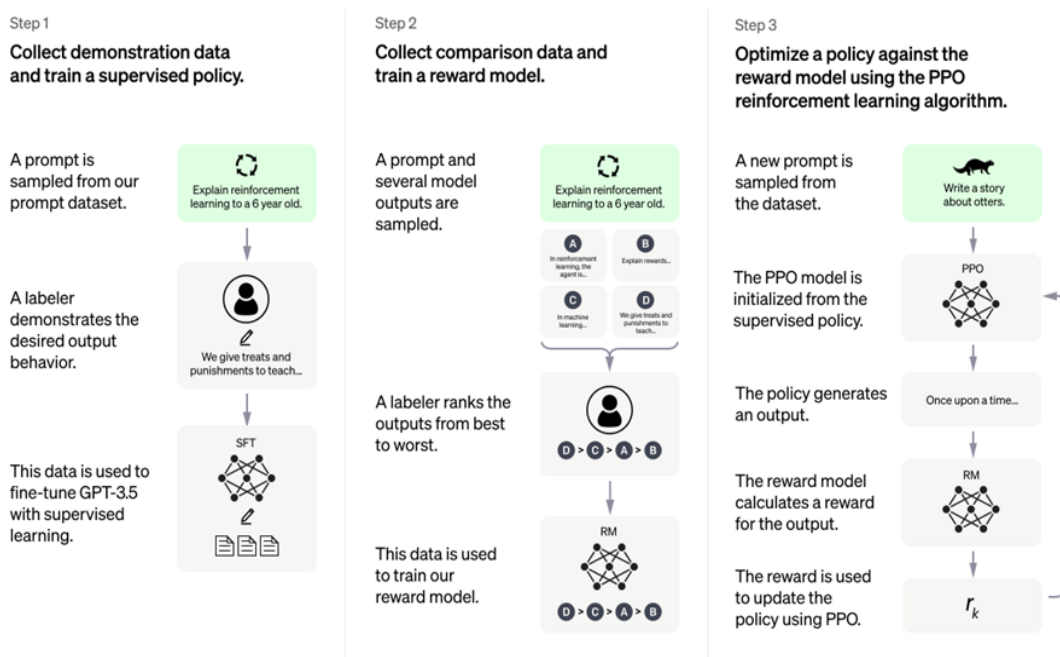 Step 1
Collect demonstration data
and train a supervised policy.
A prompt is
sampled from our
prompt dataset.
Explain reinforcement
learning to a 6 year old.
A labeler
demonstrates the
desired output
behavior.
We give treats and
punishments to teach...
This data is used to
fine-tune GPT-3.5
with supervised
learning.
SFT
Step 2
Collect comparison data and
train a reward model.
A prompt and
several model
outputs are
sampled.
Explain reinforcement
learning to a 6 year old.
A
In reinforcement
learning, the
agent is...
B
Explain rewards...
C
In machine
learning...
D
We give treats and
punishments to
teach...
A labeler ranks the
outputs from best
to worst.
D > C > A > B
This data is used
to train our
reward model.
RM
D > C > A > B
Step 3
Optimize a policy against the
reward model using the PPO
reinforcement learning algorithm.
A new prompt is
sampled from
the dataset.
Write a story
about otters.
The PPO model is
initialized from the
supervised policy.
PPO
The policy generates
an output.
Once upon a time...
The reward model
calculates a reward
for the output.
RM
The reward is used
to update the
policy using PPO.
rk